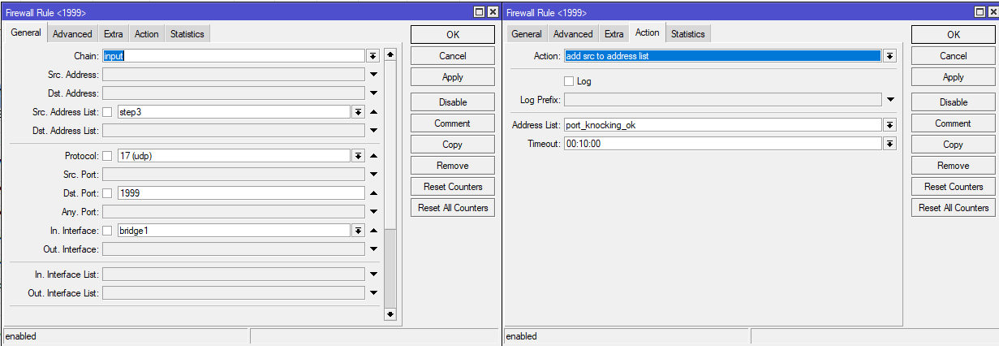 Firewall Rule <1999>
General Advanced Extra Action Statistics
Chain: input
Src. Address:
Dst. Address:
Src. Address List: step3
Dst. Address List:
Protocol: 17 (udp)
Src. Port:
Dst. Port: 1999
Any. Port:
In. Interface: bridge1
Out. Interface:
In. Interface List:
Out. Interface List:
OK
Cancel
Apply
Disable
Comment
Copy
Remove
Reset Counters
Reset All Counters
enabled
Firewall Rule <1999>
General Advanced Extra Action Statistics
Action: add src to address list
Log
Log Prefix:
Address List: port_knocking_ok
Timeout: 00:10:00
OK
Cancel
Apply
Disable
Comment
Copy
Remove
Reset Counters
Reset All Counters
enabled